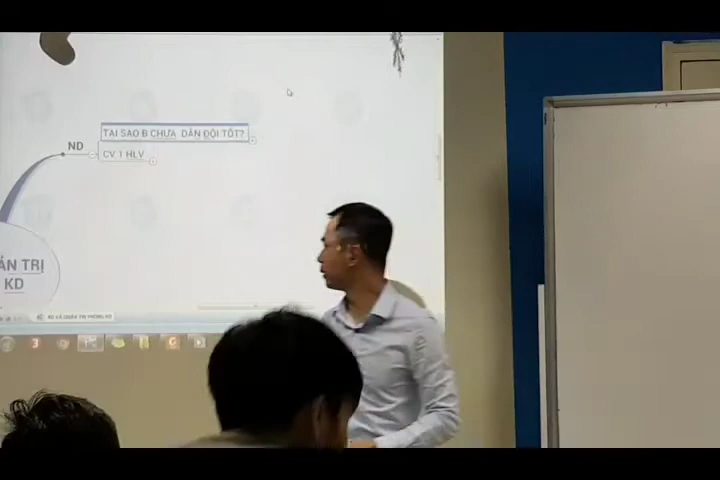 ND
TẠI SAO B CHƯA DẪN ĐỘI TỐT?
CV 1 HLV
ẢN TRỊ
KD